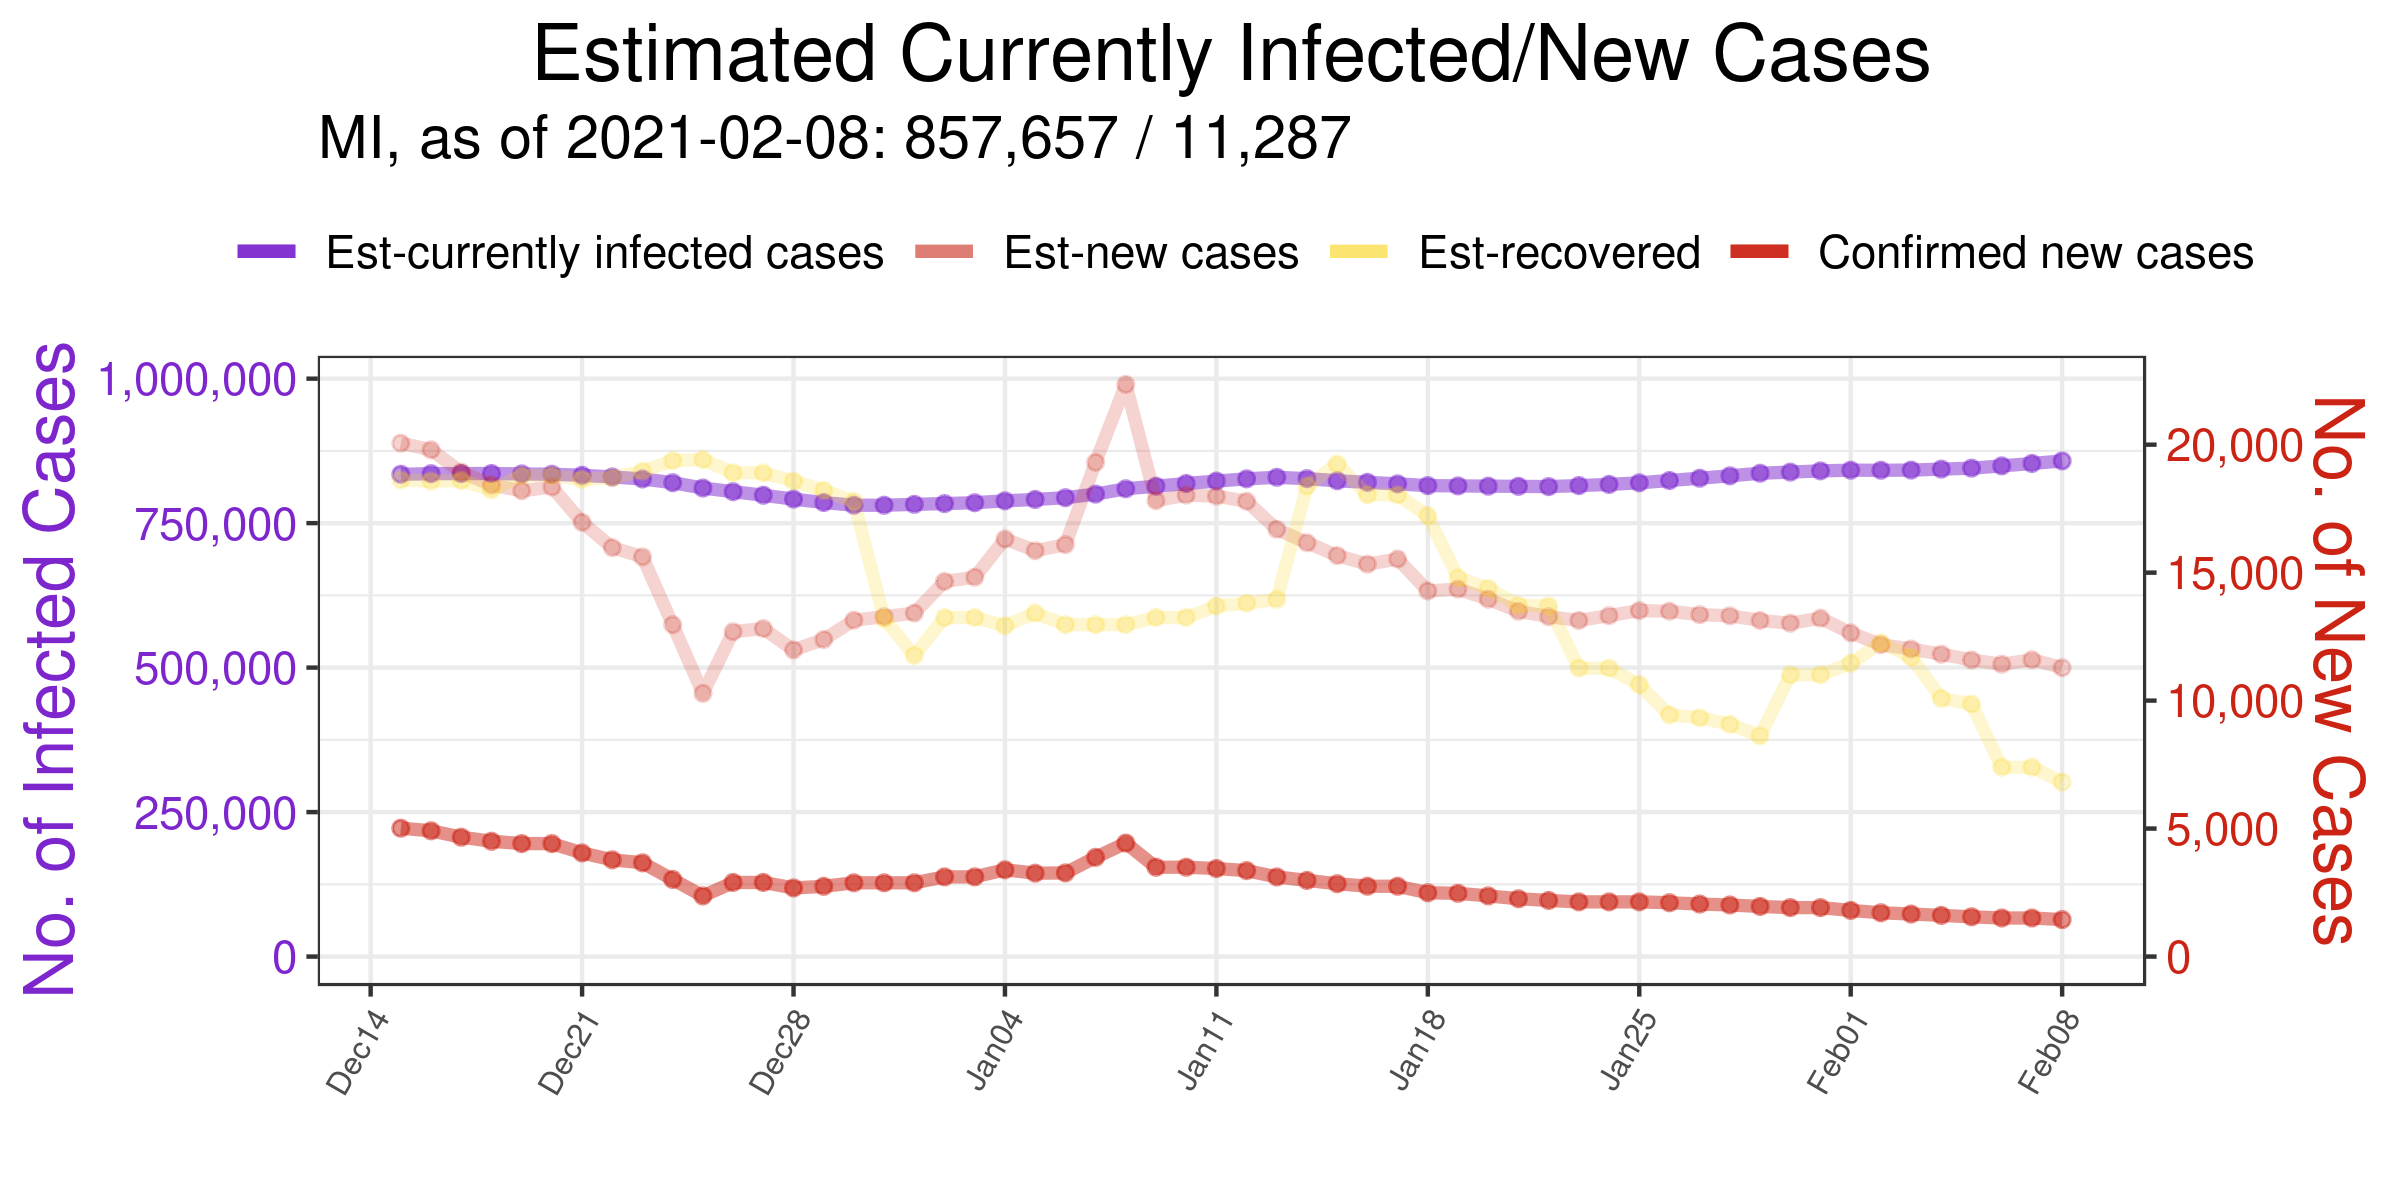 Estimated Currently Infected/New Cases
MI, as of 2021-02-08: 857,657 / 11,287
Est-currently infected cases Est-new cases Est-recovered Confirmed new cases
No. of Infected Cases
1,000,000
750,000
500,000
250,000
0
20,000
15,000
10,000
5,000
0
No. of New Cases
Dec14 Dec21 Dec28 Jan04 Jan11 Jan18 Jan25 Feb01 Feb08